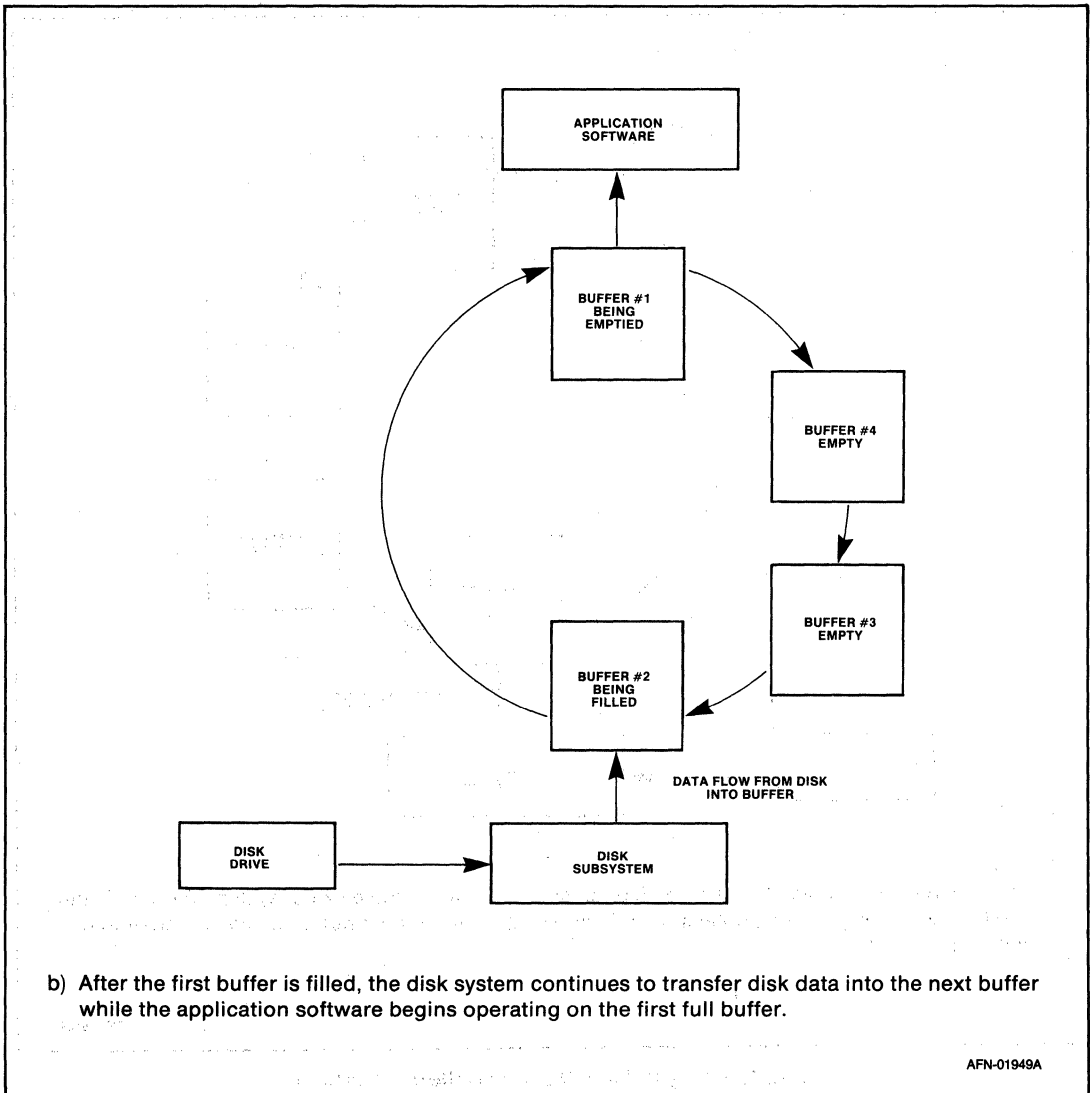 APPLICATION
SOFTWARE
BUFFER #1
BEING
EMPTIED
BUFFER #4
EMPTY
BUFFER #3
EMPTY
BUFFER #2
BEING
FILLED
DATA FLOW FROM DISK
INTO BUFFER
DISK
DRIVE
DISK
SUBSYSTEM
b) After the first buffer is filled, the disk system continues to transfer disk data into the next buffer
while the application software begins operating on the first full buffer.
AFN-01949A